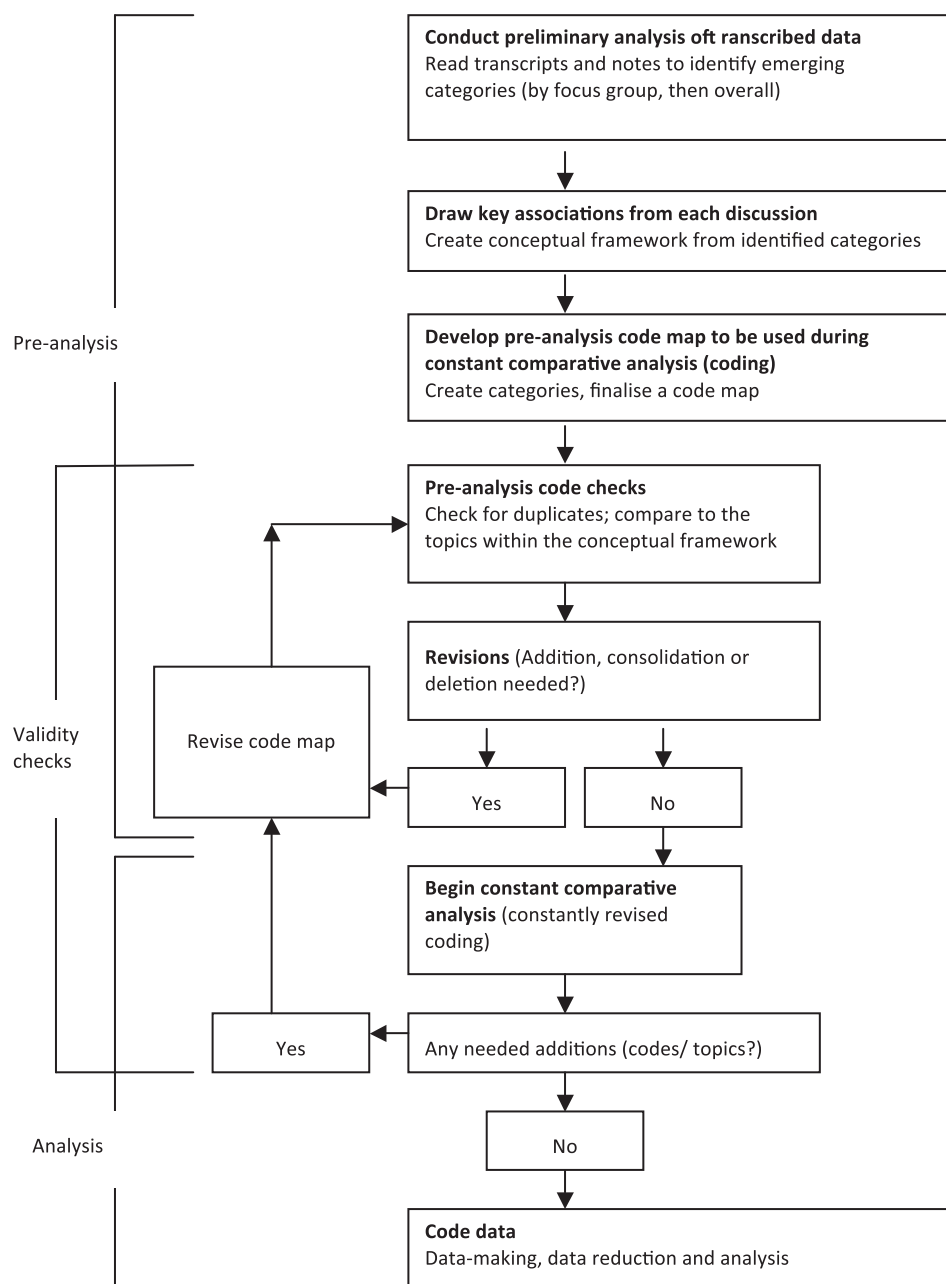 Conduct preliminary analysis oft ranscribed data
Read transcripts and notes to identify emerging
categories (by focus group, then overall)
Draw key associations from each discussion
Create conceptual framework from identified categories
Pre-analysis
Develop pre-analysis code map to be used during
constant comparative analysis (coding)
Create categories, finalise a code map
Pre-analysis code checks
Check for duplicates; compare to the
topics within the conceptual framework
Revisions (Addition, consolidation or
deletion needed?)
Validity
checks
Revise code map
Yes
No
Begin constant comparative
analysis (constantly revised
coding)
Yes
Any needed additions (codes/ topics?)
Analysis
No
Code data
Data-making, data reduction and analysis